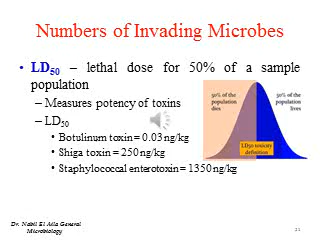 Numbers of Invading Microbes
• LD50 – lethal dose for 50% of a sample
population
– Measures potency of toxins
– LD50
• Botulinum toxin = 0.03 ng/kg
• Shiga toxin = 250 ng/kg
• Staphylococcal enterotoxin = 1350 ng/kg
50% of the population dies
50% of the population lives
LD50 toxicity
definition
Dr. Nabil El Aila General
Microbiology